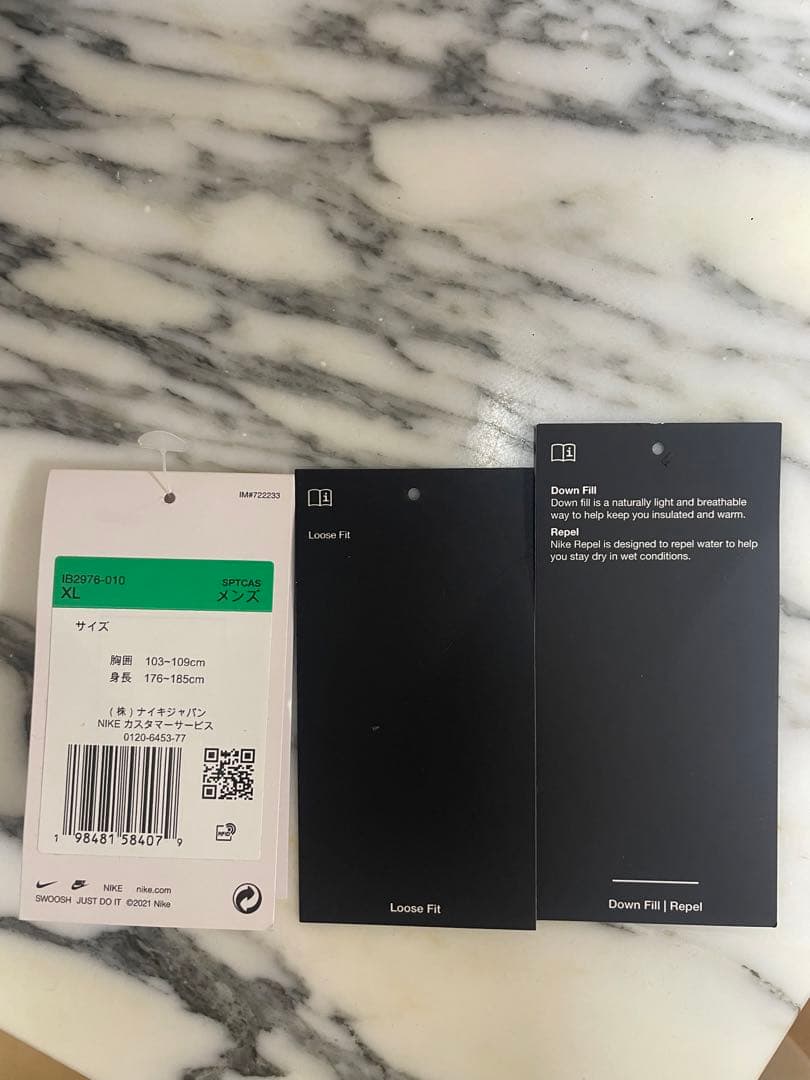 IM#722233
IB2976-010
SPTCAS
XL
メンズ
サイズ
胸囲 103~109cm
身長 176~185cm
(株)ナイキジャパン
NIKE カスタマーサービス
0120-6453-77
1 98481 58407 9
RFID
NIKE nike.com
SWOOSH JUST DO IT ©2021 Nike
Loose Fit
Loose Fit
Down Fill
Down fill is a naturally light and breathable
way to help keep you insulated and warm.
Repel
Nike Repel is designed to repel water to help
you stay dry in wet conditions.
Down Fill | Repel